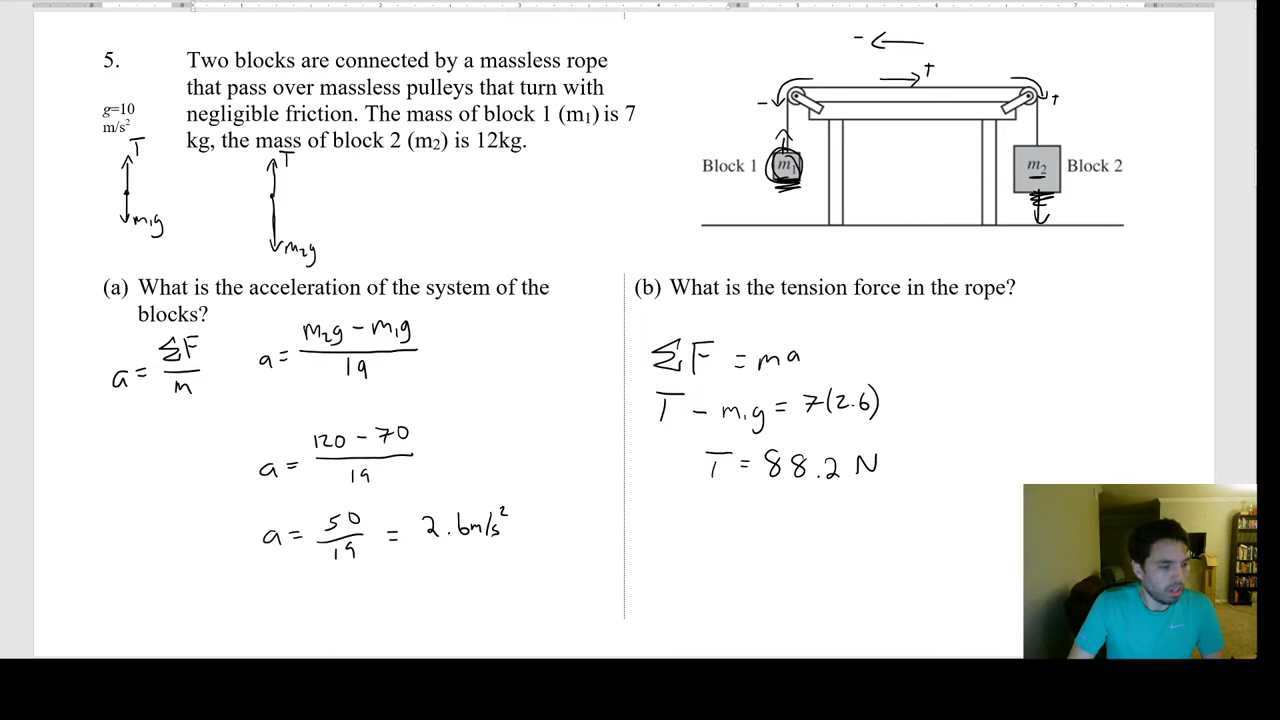 5. Two blocks are connected by a massless rope
that pass over massless pulleys that turn with
g=10
m/s²
negligible friction. The mass of block 1 (m₁) is 7
kg, the mass of block 2 (m₂) is 12kg.
T
m₁g
T
m₂g
-
+
-
+
Block 1
m₁
m₂
Block 2
(a) What is the acceleration of the system of the
blocks?
a = ΣF/m
a = (m₂g - m₁g)/19
a = (120 - 70)/19
a = 50/19 = 2.6m/s²
(b) What is the tension force in the rope?
ΣF = ma
T - m₁g = 7(2.6)
T = 88.2 N